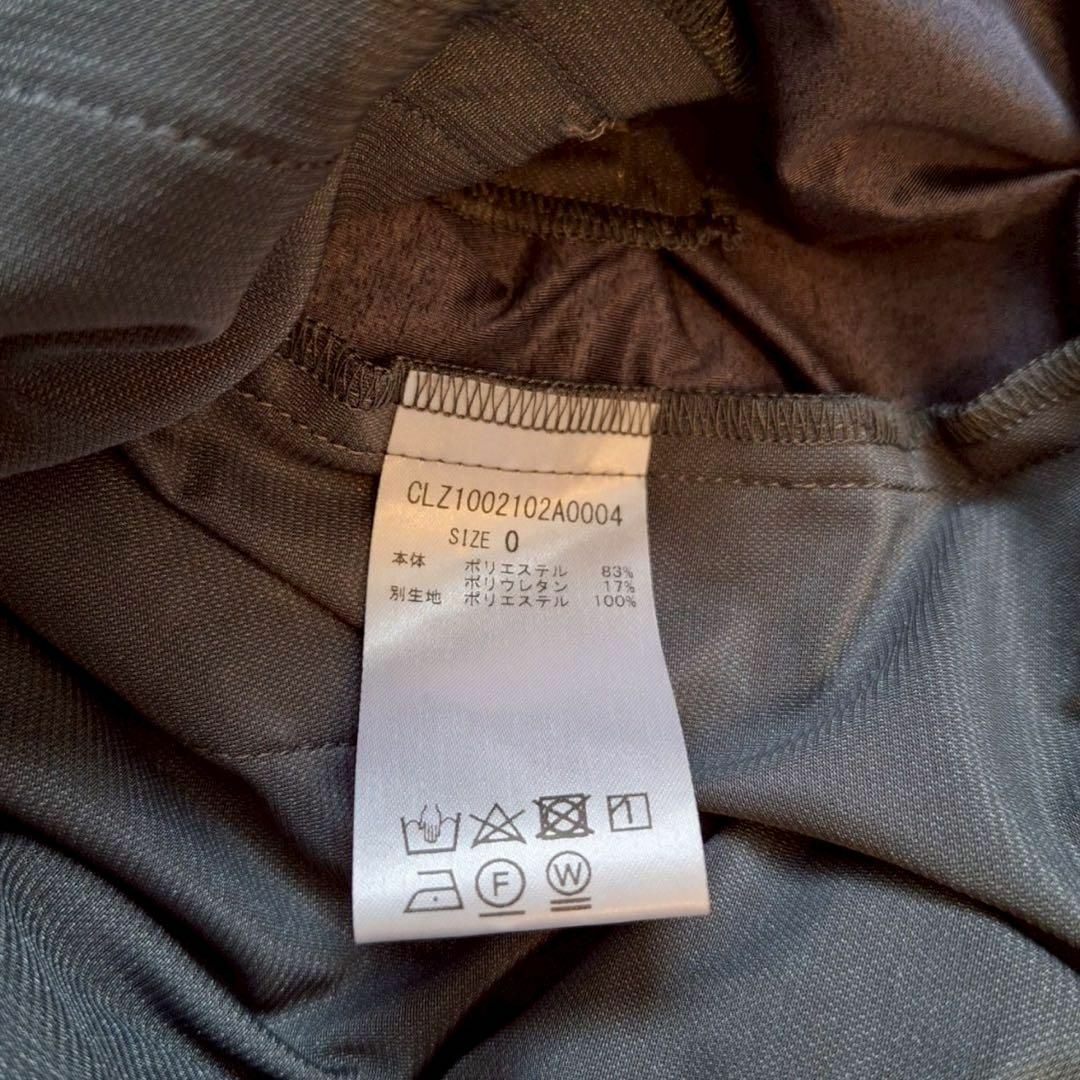 CLZ1002102A0004
SIZE 0
本体 ポリエステル 83%
ポリウレタン 17%
別生地 ポリエステル 100%
F W